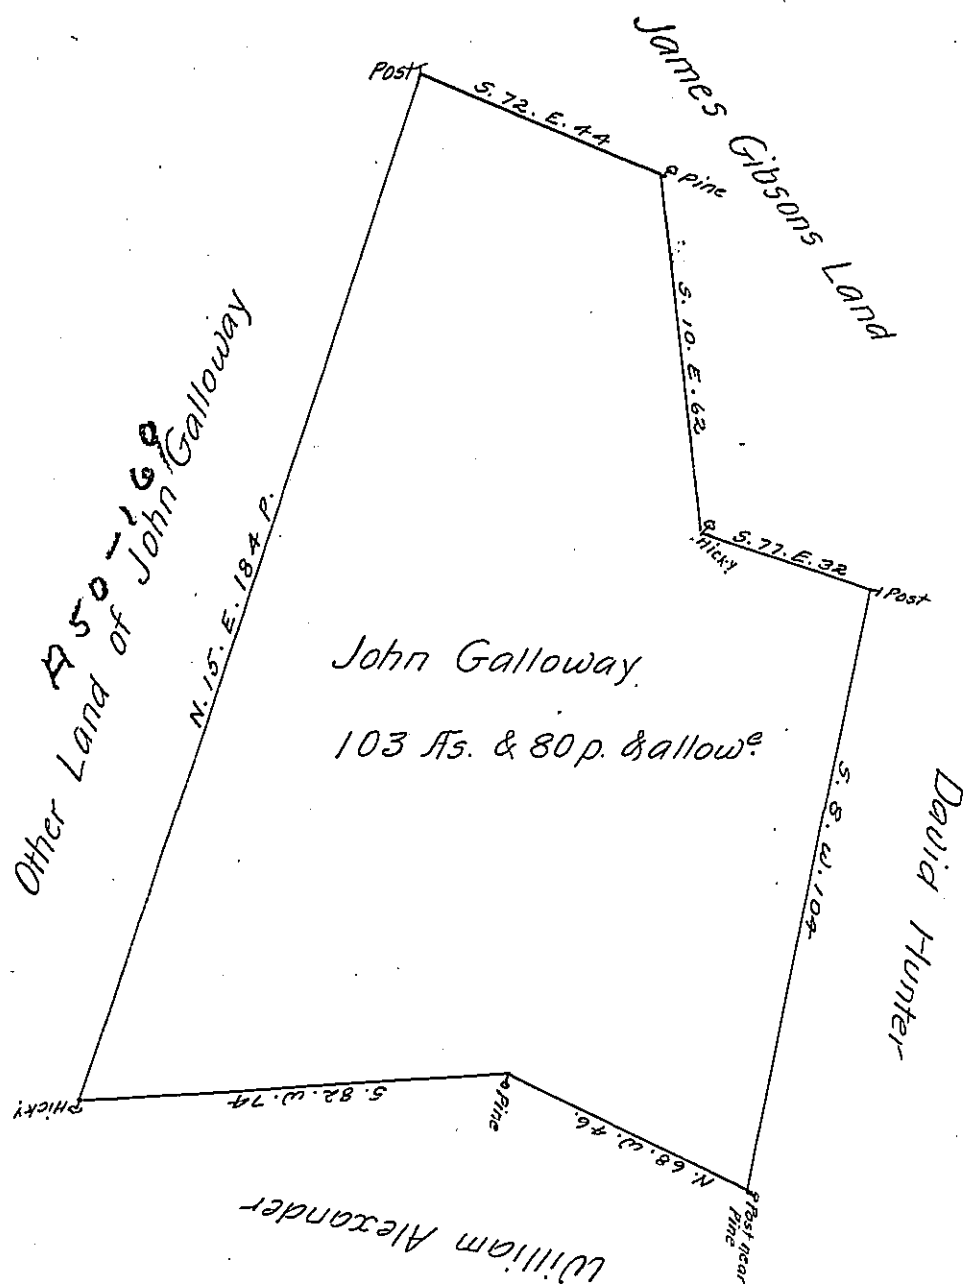 Post
S. 72. E. 44
James Gibsons Land
Pine
S. 10. E. 62
Hicky
S. 77. E. 32
Post
A50-169
Other Land of John Galloway
N. 15. E. 184 P.
John Galloway.
103 As. & 80 p. & allowe.
S. 8. W. 104
David Hunter
Hicky
S. 82. W. 74
Pine
N. 68. W. 46.
Post near
Pine
William Alexander